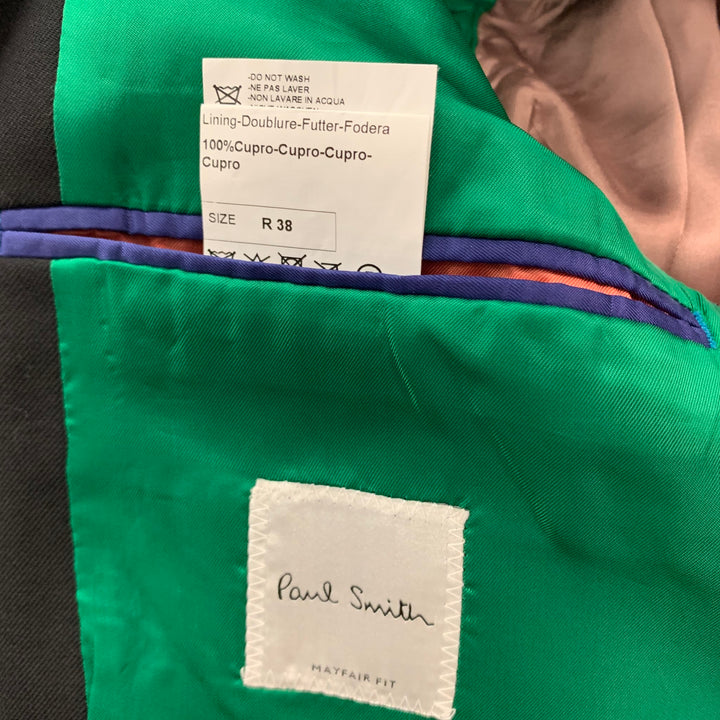 -DO NOT WASH
-NE PAS LAVER
-NON LAVARE IN ACQUA
Lining-Doublure-Futter-Fodera
100%Cupro-Cupro-Cupro-
Cupro
SIZE R 38
Paul Smith
MAYFAIR FIT